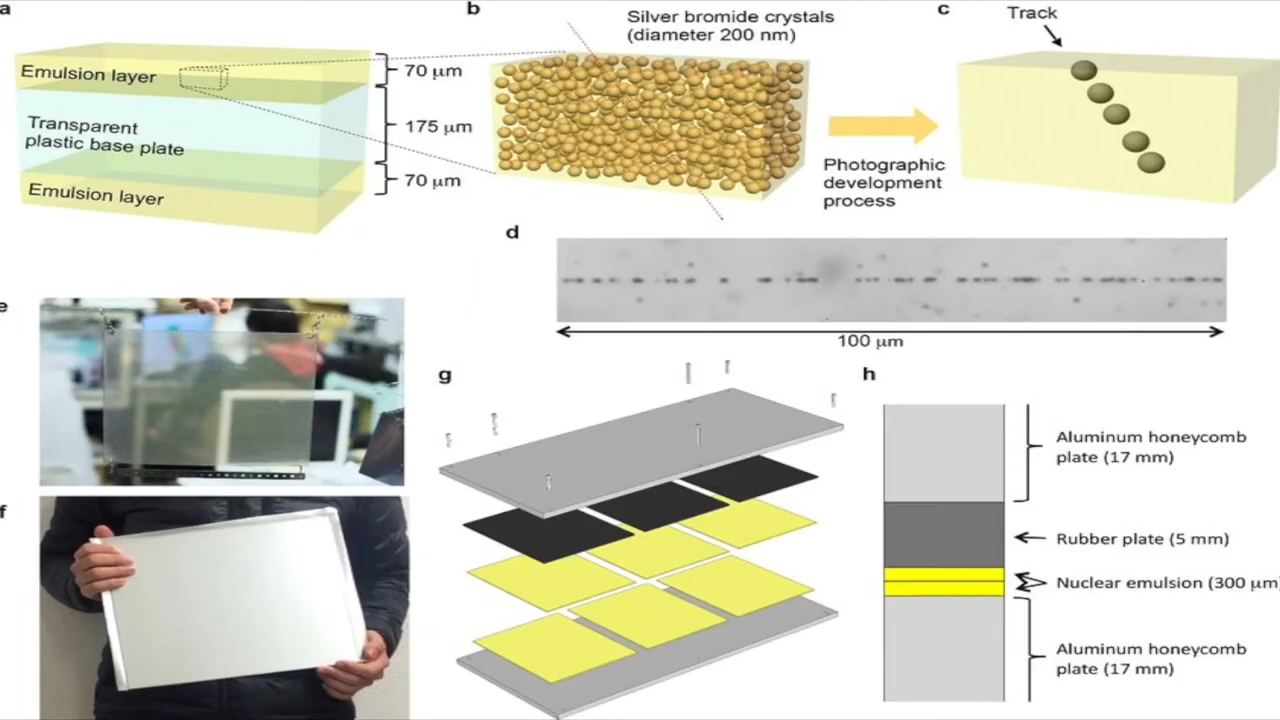 a
Emulsion layer
70 μm
Transparent
plastic base plate
175 μm
Emulsion layer
70 μm
b
Silver bromide crystals
(diameter 200 nm)
Photographic
development
process
c
Track
d
100 μm
e
f
g
h
Aluminum honeycomb
plate (17 mm)
Rubber plate (5 mm)
Nuclear emulsion (300 μm)
Aluminum honeycomb
plate (17 mm)